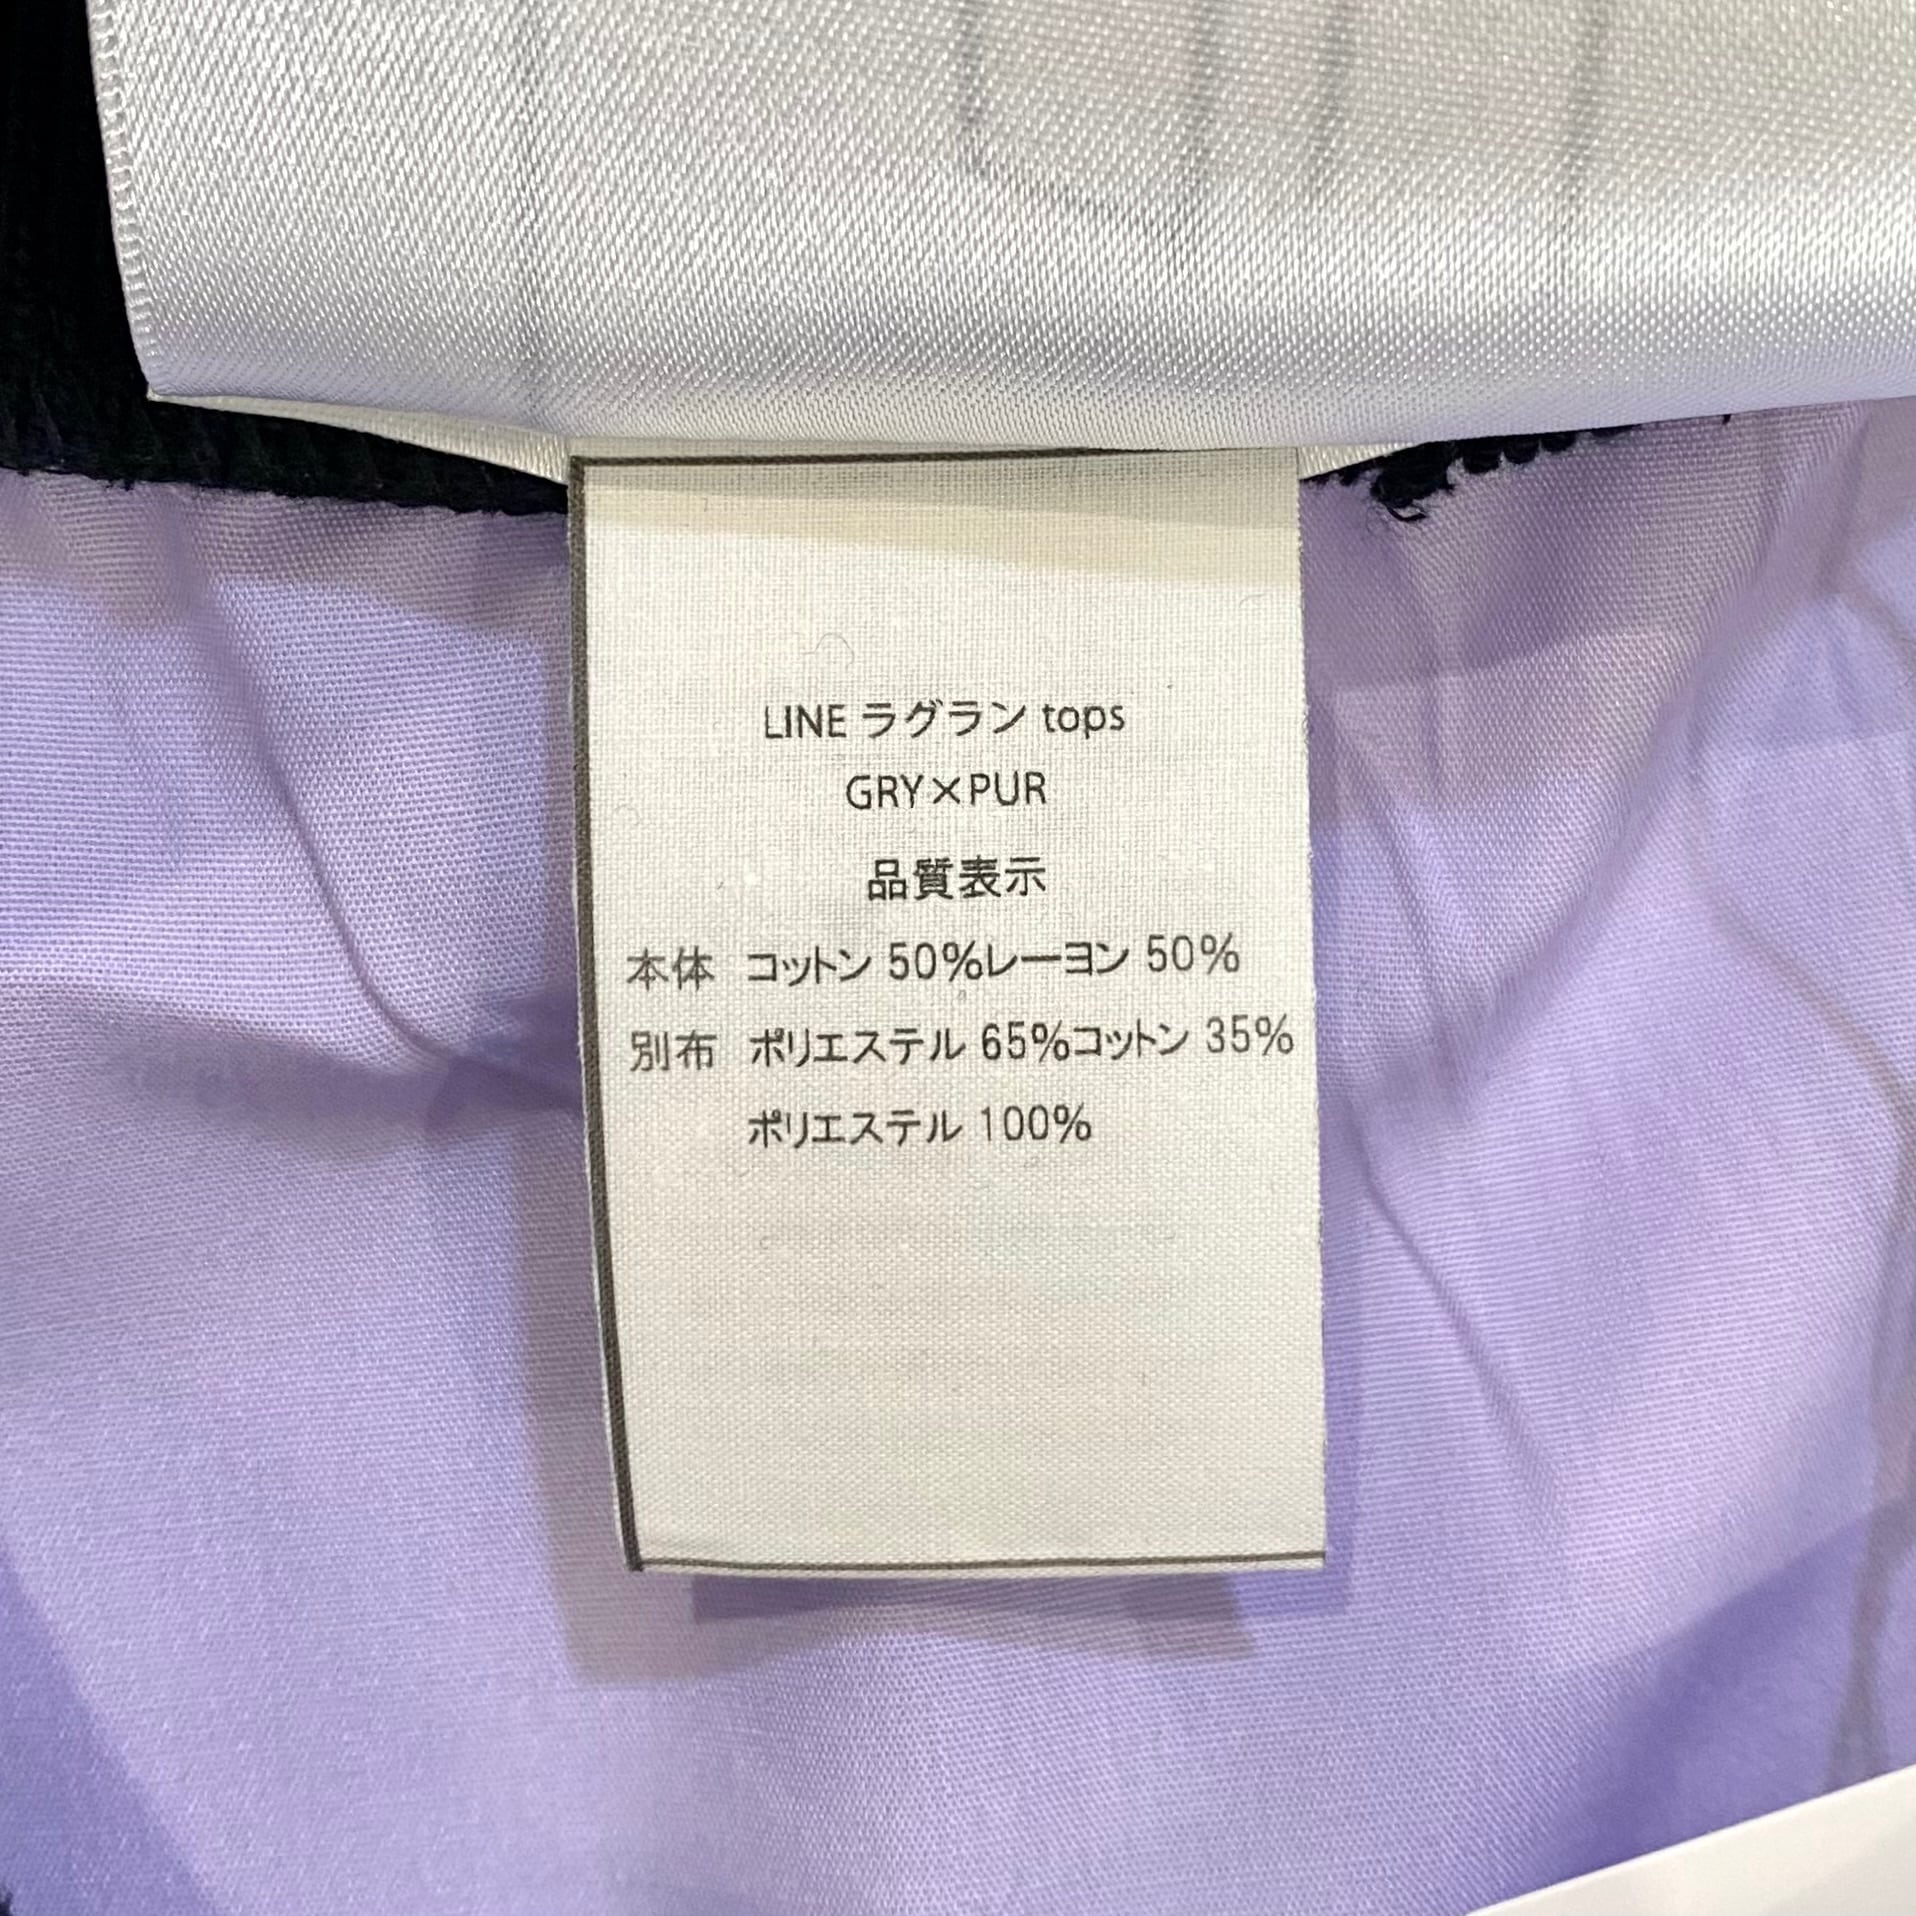 LINE ラグラン tops
GRY×PUR
品質表示
本体 コットン 50%レーヨン 50%
別布 ポリエステル 65%コットン 35%
ポリエステル 100%